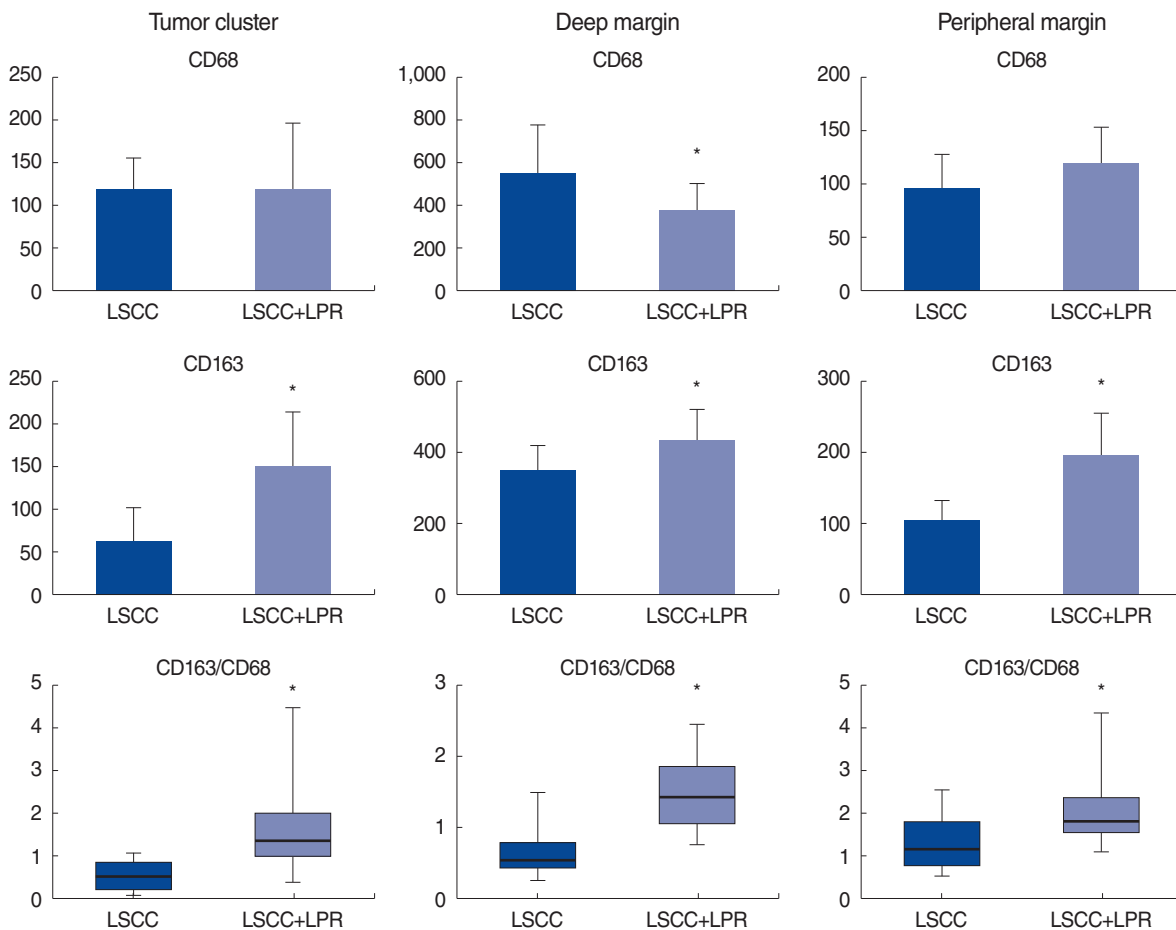 Tumor cluster
Deep margin
Peripheral margin
CD68
250
200
150
100
50
0
LSCC
LSCC+LPR
CD68
1,000
800
600
400
200
0
*
LSCC
LSCC+LPR
CD68
200
150
100
50
0
LSCC
LSCC+LPR
CD163
250
200
150
100
50
0
*
LSCC
LSCC+LPR
CD163
600
400
200
0
*
LSCC
LSCC+LPR
CD163
300
200
100
0
*
LSCC
LSCC+LPR
CD163/CD68
5
4
3
2
1
0
*
LSCC
LSCC+LPR
CD163/CD68
3
2
1
0
*
LSCC
LSCC+LPR
CD163/CD68
5
4
3
2
1
0
*
LSCC
LSCC+LPR